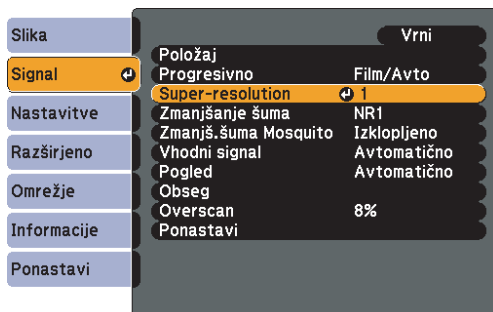 Slika
Signal
Nastavitve
Razširjeno
Omrežje
Informacije
Ponastavi
Vrni
Položaj
Progresivno Film/Avto
Super-resolution 1
Zmanjšanje šuma NR1
Zmanjš.šuma Mosquito Izklopljeno
Vhodni signal Avtomatično
Pogled Avtomatično
Obseg
Overscan 8%
Ponastavi